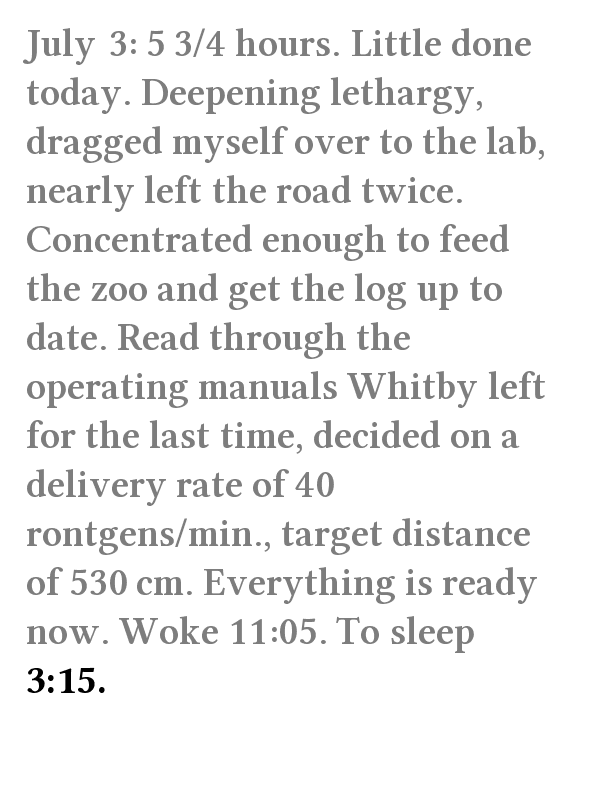 July 3: 5 3/4 hours. Little done
today. Deepening lethargy,
dragged myself over to the lab,
nearly left the road twice.
Concentrated enough to feed
the zoo and get the log up to
date. Read through the
operating manuals Whitby left
for the last time, decided on a
delivery rate of 40
rontgens/min., target distance
of 530 cm. Everything is ready
now. Woke 11:05. To sleep
3:15.